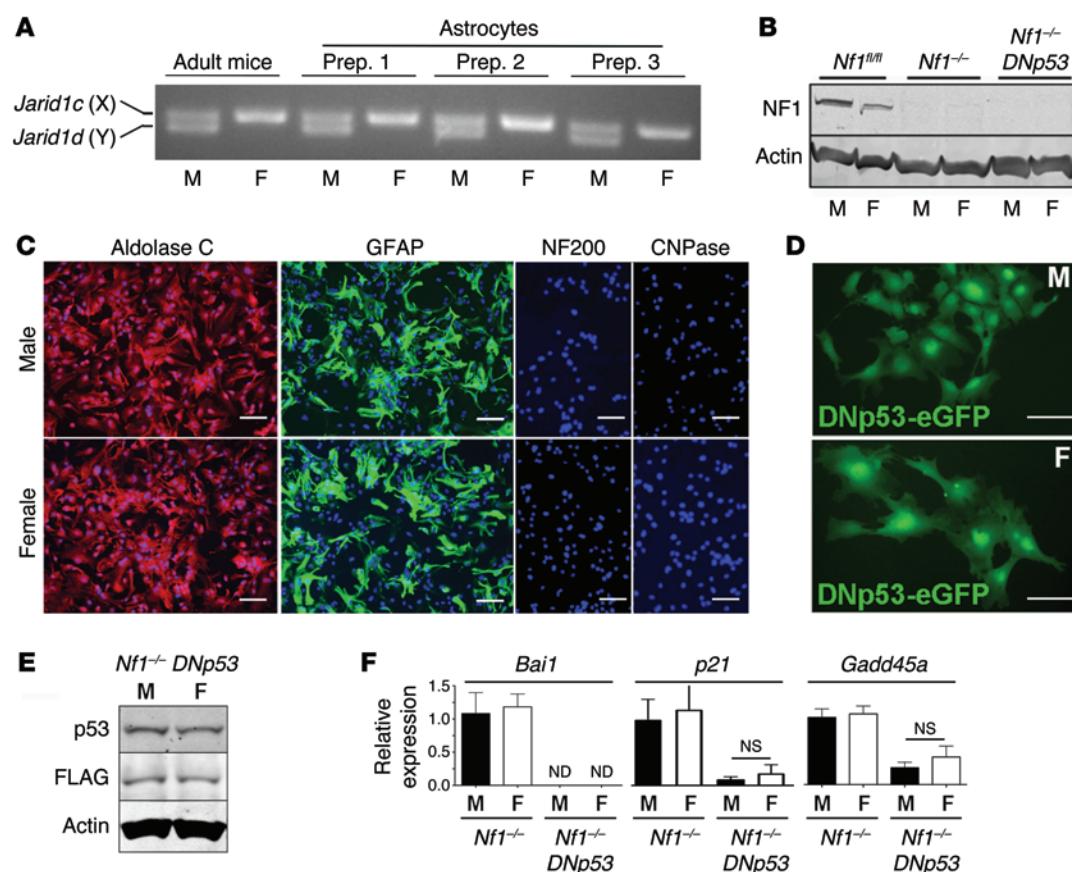 A
Astrocytes
Adult mice Prep. 1 Prep. 2 Prep. 3
Jarid1c (X)
Jarid1d (Y)
M F M F M F M F
B
Nf1fl/fl Nf1–/– Nf1–/– DNp53
NF1
Actin
M F M F M F
C
Aldolase C GFAP NF200 CNPase
Male
Female
D
M
DNp53-eGFP
F
DNp53-eGFP
E
Nf1–/– DNp53
M F
p53
FLAG
Actin
F
Bai1 p21 Gadd45a
Relative
expression
1.5
1.0
0.5
0
ND ND NS NS
M F M F M F M F M F M F
Nf1–/– Nf1–/– Nf1–/– Nf1–/– Nf1–/– Nf1–/–
DNp53 DNp53 DNp53